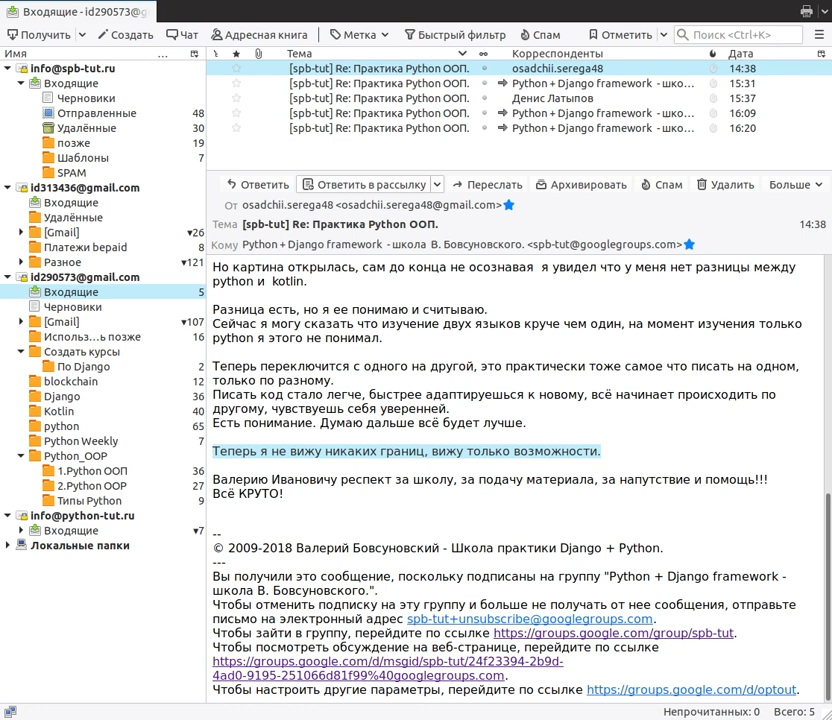 Входящие - id290573@g
Получить
Создать
Чат
Адресная книга
Метка
Быстрый фильтр
Спам
Отметить
Поиск <Ctrl+K>
Имя
...
info@spb-tut.ru
Входящие
Черновики
Отправленные 48
Удалённые 30
позже 19
Шаблоны 7
SPAM
id313436@gmail.com
Входящие
Удалённые
[Gmail] ▾26
Платежи bepaid 8
Разное ▾121
id290573@gmail.com
Входящие 5
Черновики
[Gmail] ▾107
Использ…ь позже 16
Создать курсы
По Django 2
blockchain 12
Django 36
Kotlin 40
python 65
Python Weekly 7
Python_OOP
1.Python ООП 36
2.Python OOP 27
Типы Python 9
info@python-tut.ru
Входящие ▾7
Локальные папки
Тема Корреспонденты Дата
[spb-tut] Re: Практика Python ООП. osadchii.serega48 14:38
[spb-tut] Re: Практика Python ООП. Python + Django framework - шко… 15:31
[spb-tut] Re: Практика Python ООП. Денис Латыпов 15:37
[spb-tut] Re: Практика Python ООП. Python + Django framework - шко… 16:09
[spb-tut] Re: Практика Python ООП. Python + Django framework - шко… 16:20
Ответить Ответить в рассылку Переслать Архивировать Спам Удалить Больше
От osadchii.serega48 <osadchii.serega48@gmail.com>
Тема [spb-tut] Re: Практика Python ООП. 14:38
Кому Python + Django framework - школа В. Бовсуновского. <spb-tut@googlegroups.com>
Но картина открылась, сам до конца не осознавая я увидел что у меня нет разницы между
python и kotlin.
Разница есть, но я ее понимаю и считываю.
Сейчас я могу сказать что изучение двух языков круче чем один, на момент изучения только
python я этого не понимал.
Теперь переключится с одного на другой, это практически тоже самое что писать на одном,
только по разному.
Писать код стало легче, быстрее адаптируешься к новому, всё начинает происходить по
другому, чувствуешь себя уверенней.
Есть понимание. Думаю дальше всё будет лучше.
Теперь я не вижу никаких границ, вижу только возможности.
Валерию Ивановичу респект за школу, за подачу материала, за напутствие и помощь!!!
Всё КРУТО!
--
© 2009-2018 Валерий Бовсуновский - Школа практики Django + Python.
---
Вы получили это сообщение, поскольку подписаны на группу "Python + Django framework -
школа В. Бовсуновского.".
Чтобы отменить подписку на эту группу и больше не получать от нее сообщения, отправьте
письмо на электронный адрес spb-tut+unsubscribe@googlegroups.com.
Чтобы зайти в группу, перейдите по ссылке https://groups.google.com/group/spb-tut.
Чтобы посмотреть обсуждение на веб-странице, перейдите по ссылке
https://groups.google.com/d/msgid/spb-tut/24f23394-2b9d-
4ad0-9195-251066d81f99%40googlegroups.com.
Чтобы настроить другие параметры, перейдите по ссылке https://groups.google.com/d/optout.
Непрочитанных: 0 Всего: 5